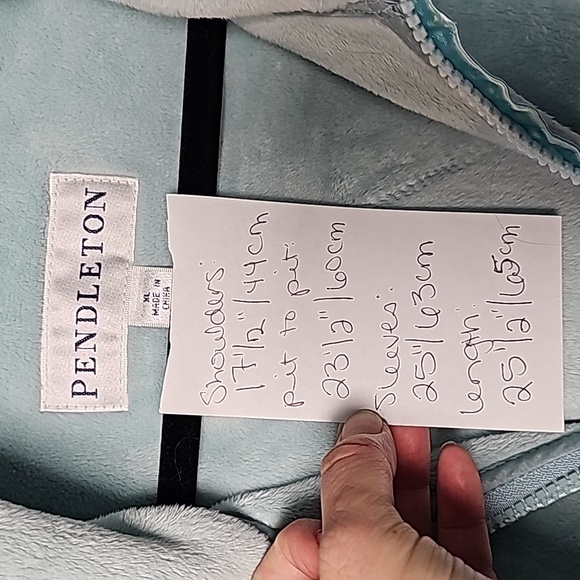 PENDLETON
XL
MADE IN
CHINA
Shoulders:
17 1/2" / 44cm
pit to pit:
23 1/2" / 60cm
Sleeves:
25" / 63cm
length:
25 1/2" / 65cm